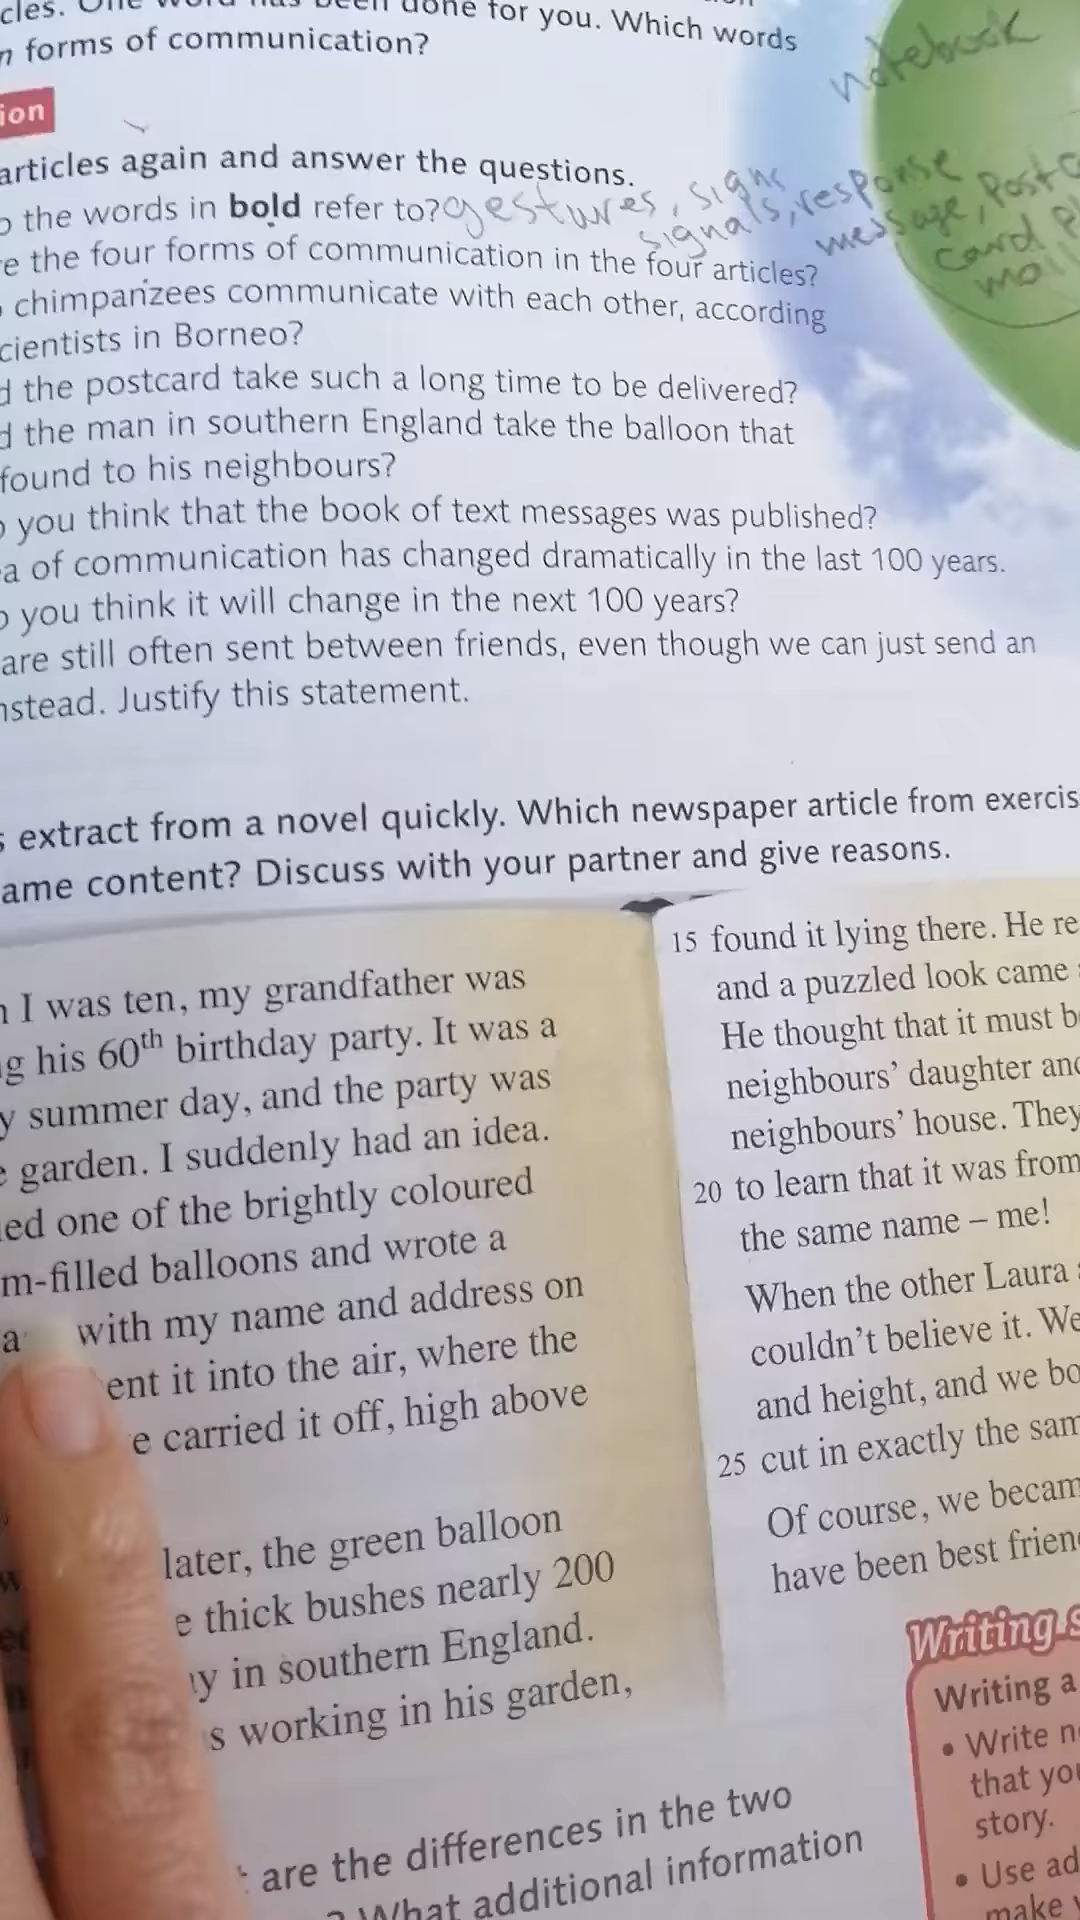 cles. One word has been done for you. Which words
forms of communication?
notebook
ion
articles again and answer the questions.
the words in bold refer to?
gestures, signs
signals, response
message, postc
card
mail
e the four forms of communication in the four articles?
chimpanzees communicate with each other, according
cientists in Borneo?
d the postcard take such a long time to be delivered?
d the man in southern England take the balloon that
found to his neighbours?
you think that the book of text messages was published?
a of communication has changed dramatically in the last 100 years.
you think it will change in the next 100 years?
are still often sent between friends, even though we can just send an
nstead. Justify this statement.
s extract from a novel quickly. Which newspaper article from exercis
ame content? Discuss with your partner and give reasons.
n I was ten, my grandfather was
g his 60th birthday party. It was a
y summer day, and the party was
e garden. I suddenly had an idea.
ed one of the brightly coloured
m-filled balloons and wrote a
with my name and address on
ent it into the air, where the
e carried it off, high above
later, the green balloon
e thick bushes nearly 200
y in southern England.
s working in his garden,
15 found it lying there. He re
and a puzzled look came
He thought that it must b
neighbours' daughter and
neighbours' house. They
20 to learn that it was from
the same name – me!
When the other Laura
couldn't believe it. We
and height, and we bo
25 cut in exactly the sam
Of course, we becam
have been best frien
Writing s
Writing a
• Write n
that you
story.
• Use ad
make
are the differences in the two
? What additional information